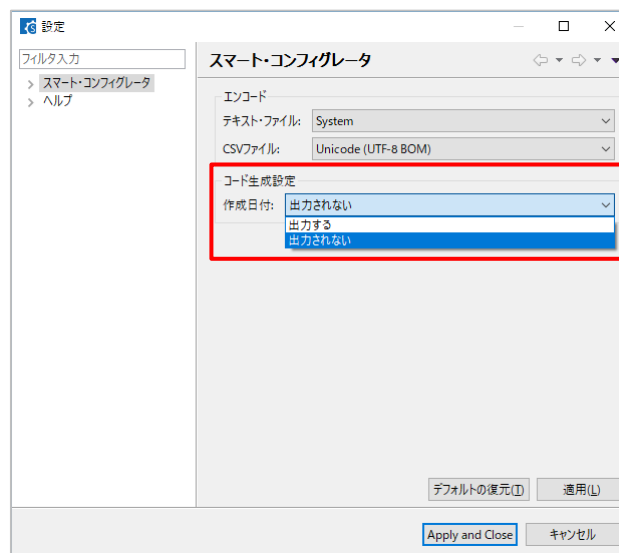 設定
フィルタ入力
スマート・コンフィグレータ
ヘルプ
スマート・コンフィグレータ
エンコード
テキスト・ファイル: System
CSVファイル: Unicode (UTF-8 BOM)
コード生成設定
作成日付: 出力されない
出力する
出力されない
デフォルトの復元(T) 適用(L)
Apply and Close キャンセル